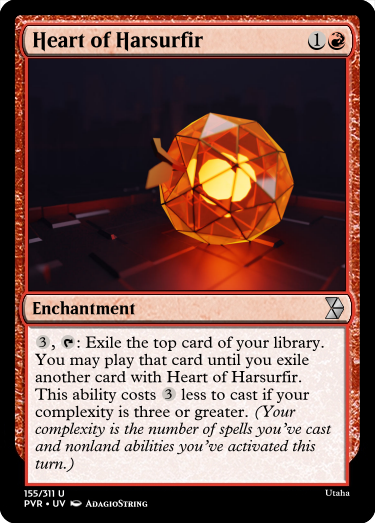 Heart of Harsurfir 1
Enchantment
3, : Exile the top card of your library.
You may play that card until you exile
another card with Heart of Harsurfir.
This ability costs 3 less to cast if your
complexity is three or greater. (Your
complexity is the number of spells you've cast
and nonland abilities you've activated this
turn.)
155/311 U
Utaha
PVR • UV AdagioString